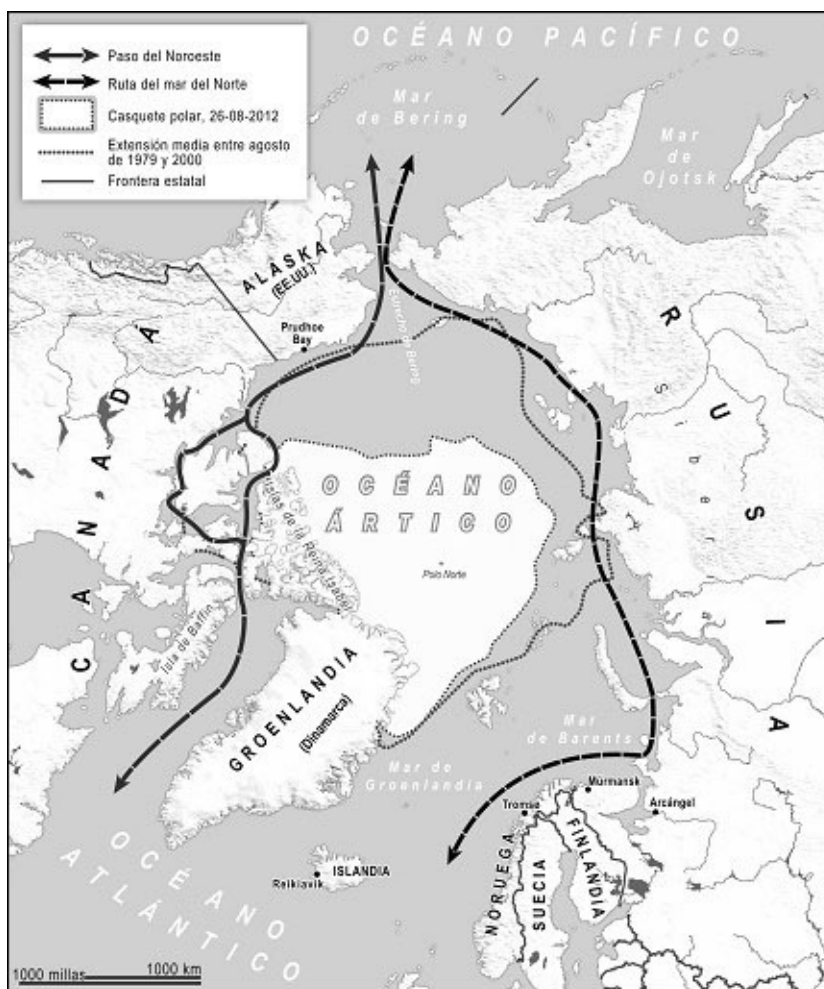 OCÉANO PACÍFICO
Paso del Noroeste
Ruta del mar del Norte
Casquete polar, 26-08-2012
Extensión media entre agosto
de 1979 y 2000
Frontera estatal
Mar
de Bering
Mar
de
Ojotsk
ALASKA
(EE.UU.)
Prudhoe
Bay
Estrecho de Bering
CANADÁ
RUSIA
Siberia
OCÉANO
ÁRTICO
Polo Norte
Islas de la Reina Isabel
Isla de Baffin
GROENLANDIA
(Dinamarca)
Mar
de Barents
Mar de
Groenlandia
Murmansk
Tromsø
Arcángel
NORUEGA
SUECIA
FINLANDIA
ISLANDIA
Reikiavik
OCÉANO
ATLÁNTICO
1000 millas
1000 km